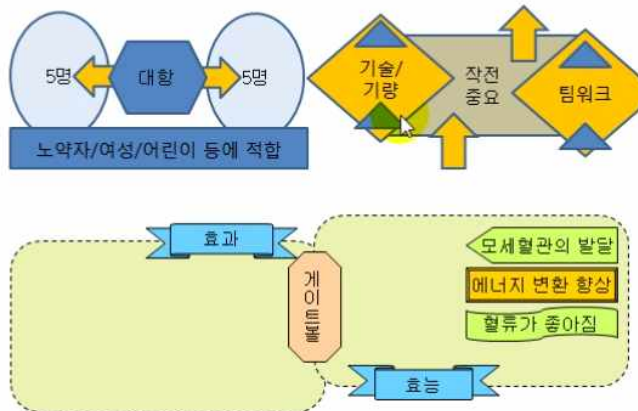 5명
대항
5명
노약자/여성/어린이 등에 적합
기술/
기량
작전
중요
팀워크
효과
게
이
트
볼
모세혈관의 발달
에너지 변환 향상
혈류가 좋아짐
효능